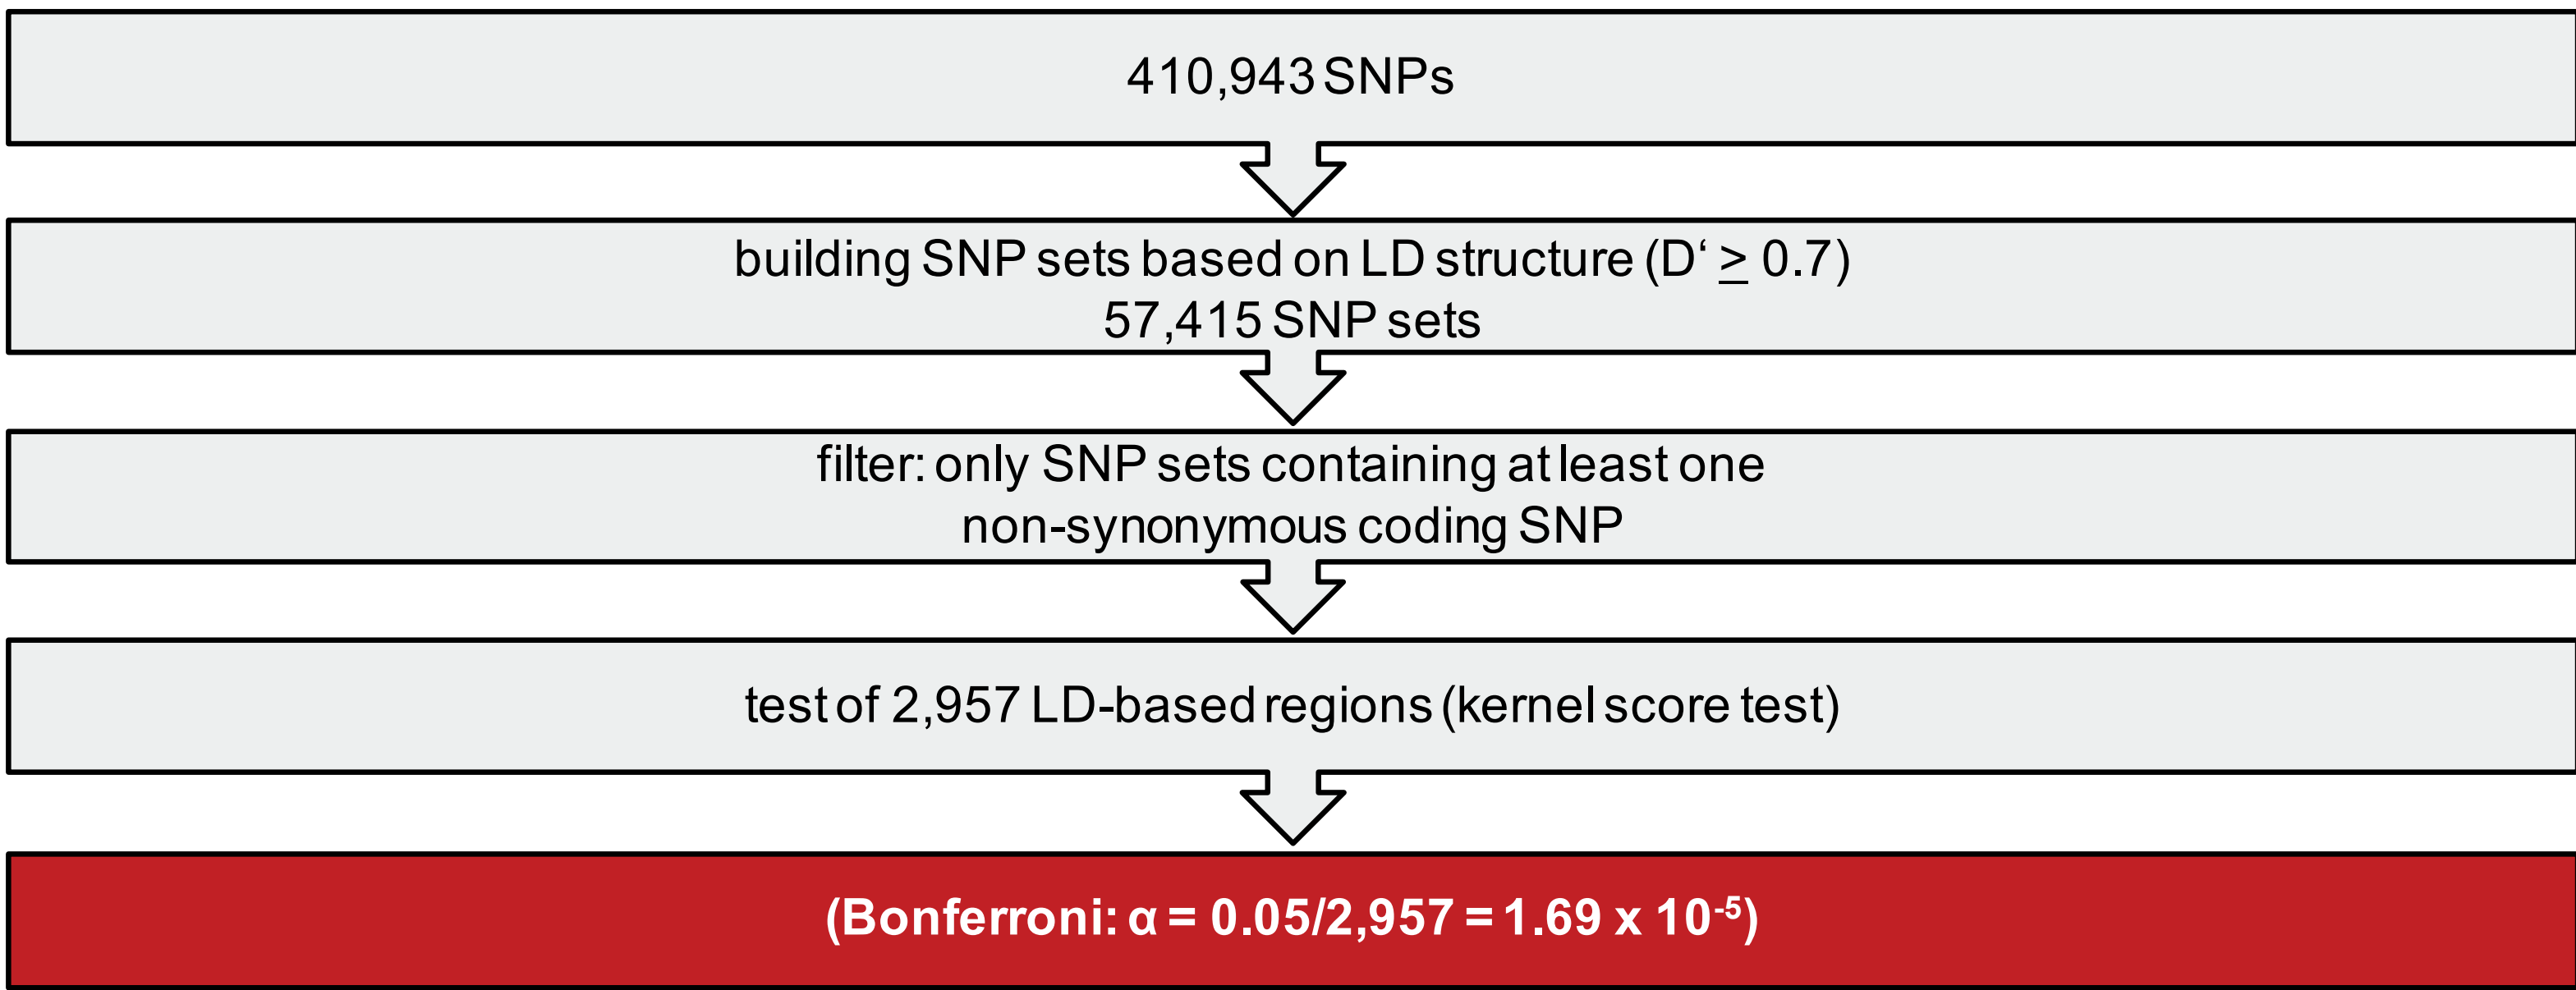 410,943 SNPs
building SNP sets based on LD structure (D‘ ≥ 0.7)
57,415 SNP sets
filter: only SNP sets containing at least one
non-synonymous coding SNP
test of 2,957 LD-based regions (kernel score test)
(Bonferroni: α = 0.05/2,957 = 1.69 x 10⁻⁵)